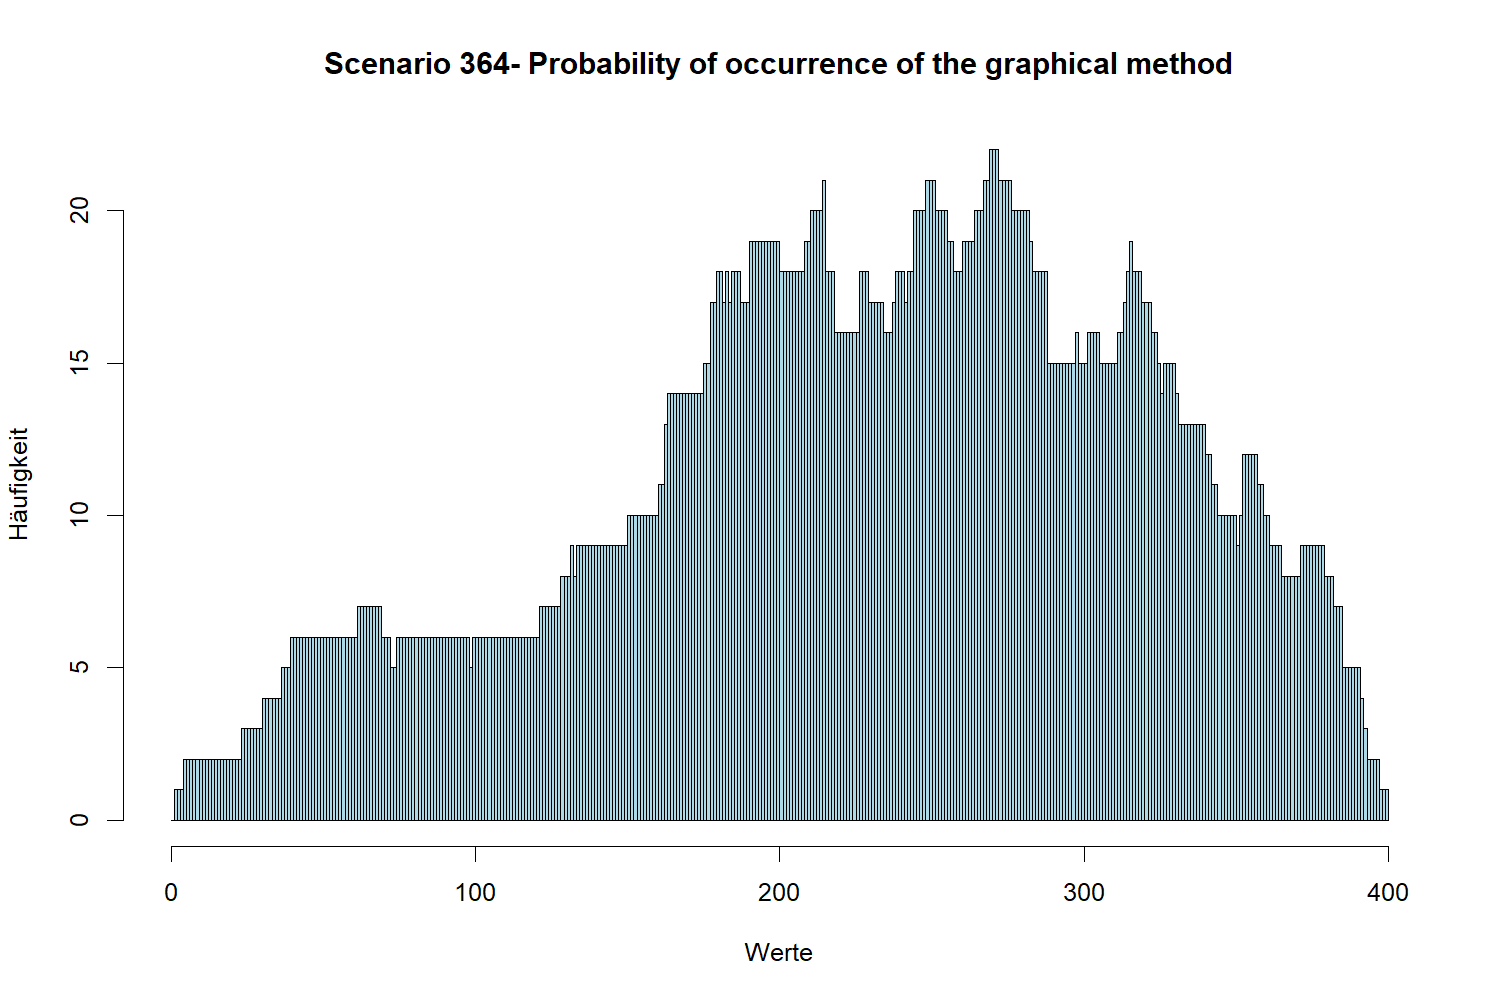 Scenario 364- Probability of occurrence of the graphical method
Häufigkeit
20
15
10
5
0
0 100 200 300 400
Werte